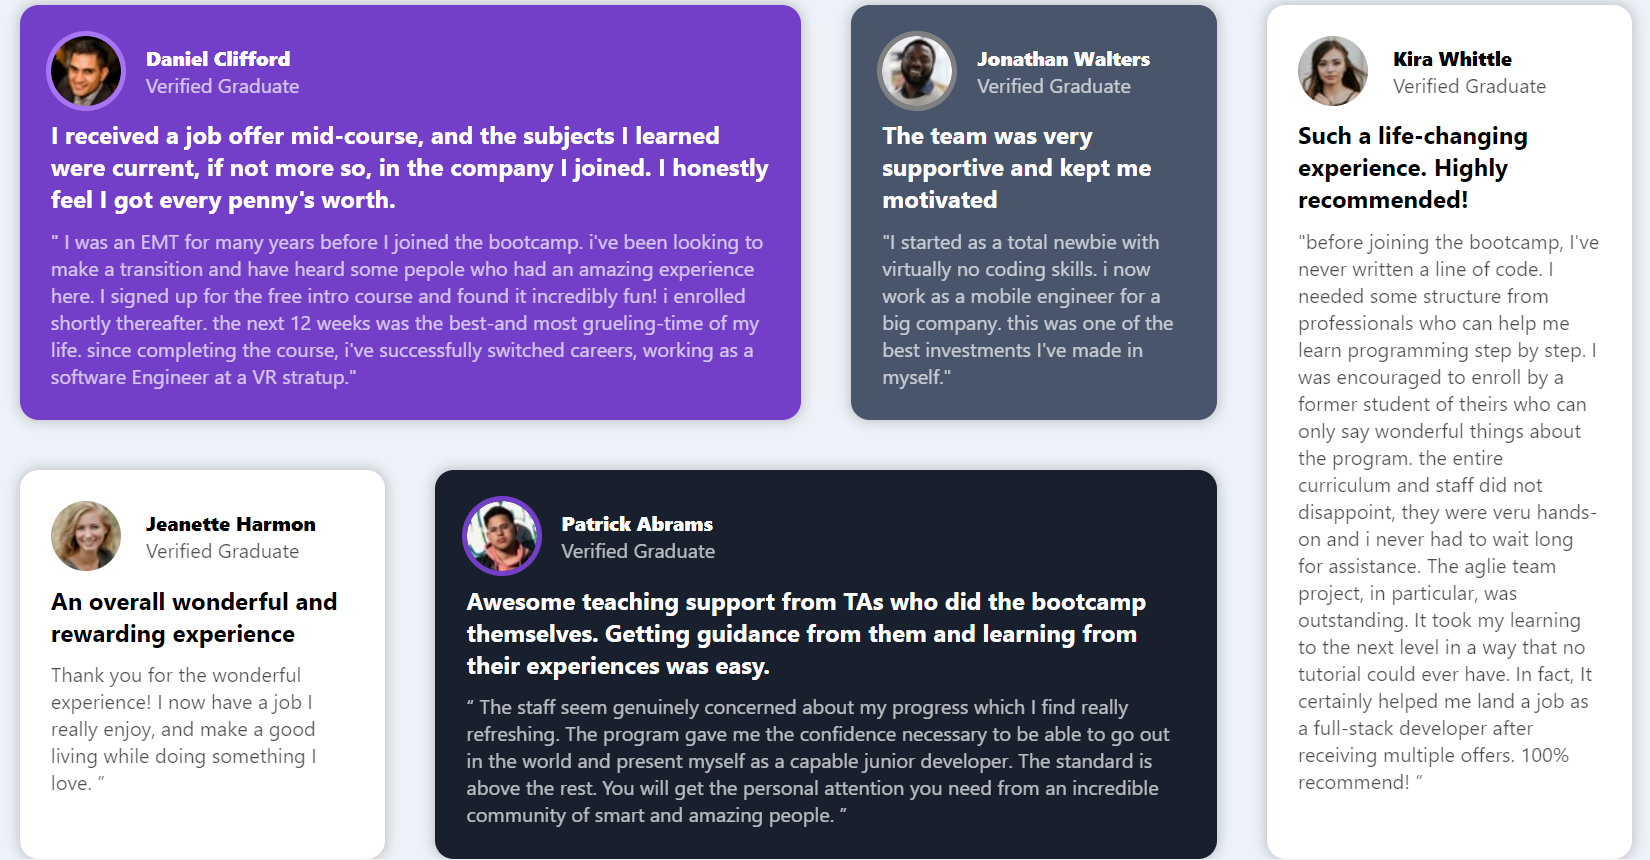 Daniel Clifford
Verified Graduate
I received a job offer mid-course, and the subjects I learned
were current, if not more so, in the company I joined. I honestly
feel I got every penny's worth.
" I was an EMT for many years before I joined the bootcamp. i've been looking to
make a transition and have heard some pepole who had an amazing experience
here. I signed up for the free intro course and found it incredibly fun! i enrolled
shortly thereafter. the next 12 weeks was the best-and most grueling-time of my
life. since completing the course, i've successfully switched careers, working as a
software Engineer at a VR stratup."
Jonathan Walters
Verified Graduate
The team was very
supportive and kept me
motivated
"I started as a total newbie with
virtually no coding skills. i now
work as a mobile engineer for a
big company. this was one of the
best investments I've made in
myself."
Kira Whittle
Verified Graduate
Such a life-changing
experience. Highly
recommended!
"before joining the bootcamp, I've
never written a line of code. I
needed some structure from
professionals who can help me
learn programming step by step. I
was encouraged to enroll by a
former student of theirs who can
only say wonderful things about
the program. the entire
curriculum and staff did not
disappoint, they were veru hands-
on and i never had to wait long
for assistance. The aglie team
project, in particular, was
outstanding. It took my learning
to the next level in a way that no
tutorial could ever have. In fact, It
certainly helped me land a job as
a full-stack developer after
receiving multiple offers. 100%
recommend! “
Jeanette Harmon
Verified Graduate
An overall wonderful and
rewarding experience
Thank you for the wonderful
experience! I now have a job I
really enjoy, and make a good
living while doing something I
love. ”
Patrick Abrams
Verified Graduate
Awesome teaching support from TAs who did the bootcamp
themselves. Getting guidance from them and learning from
their experiences was easy.
“ The staff seem genuinely concerned about my progress which I find really
refreshing. The program gave me the confidence necessary to be able to go out
in the world and present myself as a capable junior developer. The standard is
above the rest. You will get the personal attention you need from an incredible
community of smart and amazing people. ”